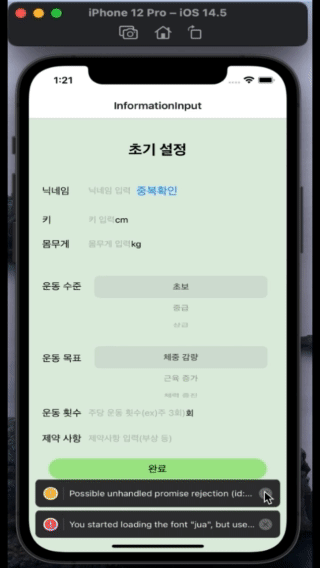 iPhone 12 Pro – iOS 14.5
1:21
InformationInput
초기 설정
닉네임 닉네임 입력 중복확인
키 키 입력cm
몸무게 몸무게 입력kg
운동 수준 초보
중급
운동 목표 체중 감량
근육 증가
운동 횟수 주당 운동 횟수(ex)주 3회)회
제약 사항 제약사항 입력(부상 등)
완료
Possible unhandled promise rejection (id:...
You started loading the font "jua", but use...